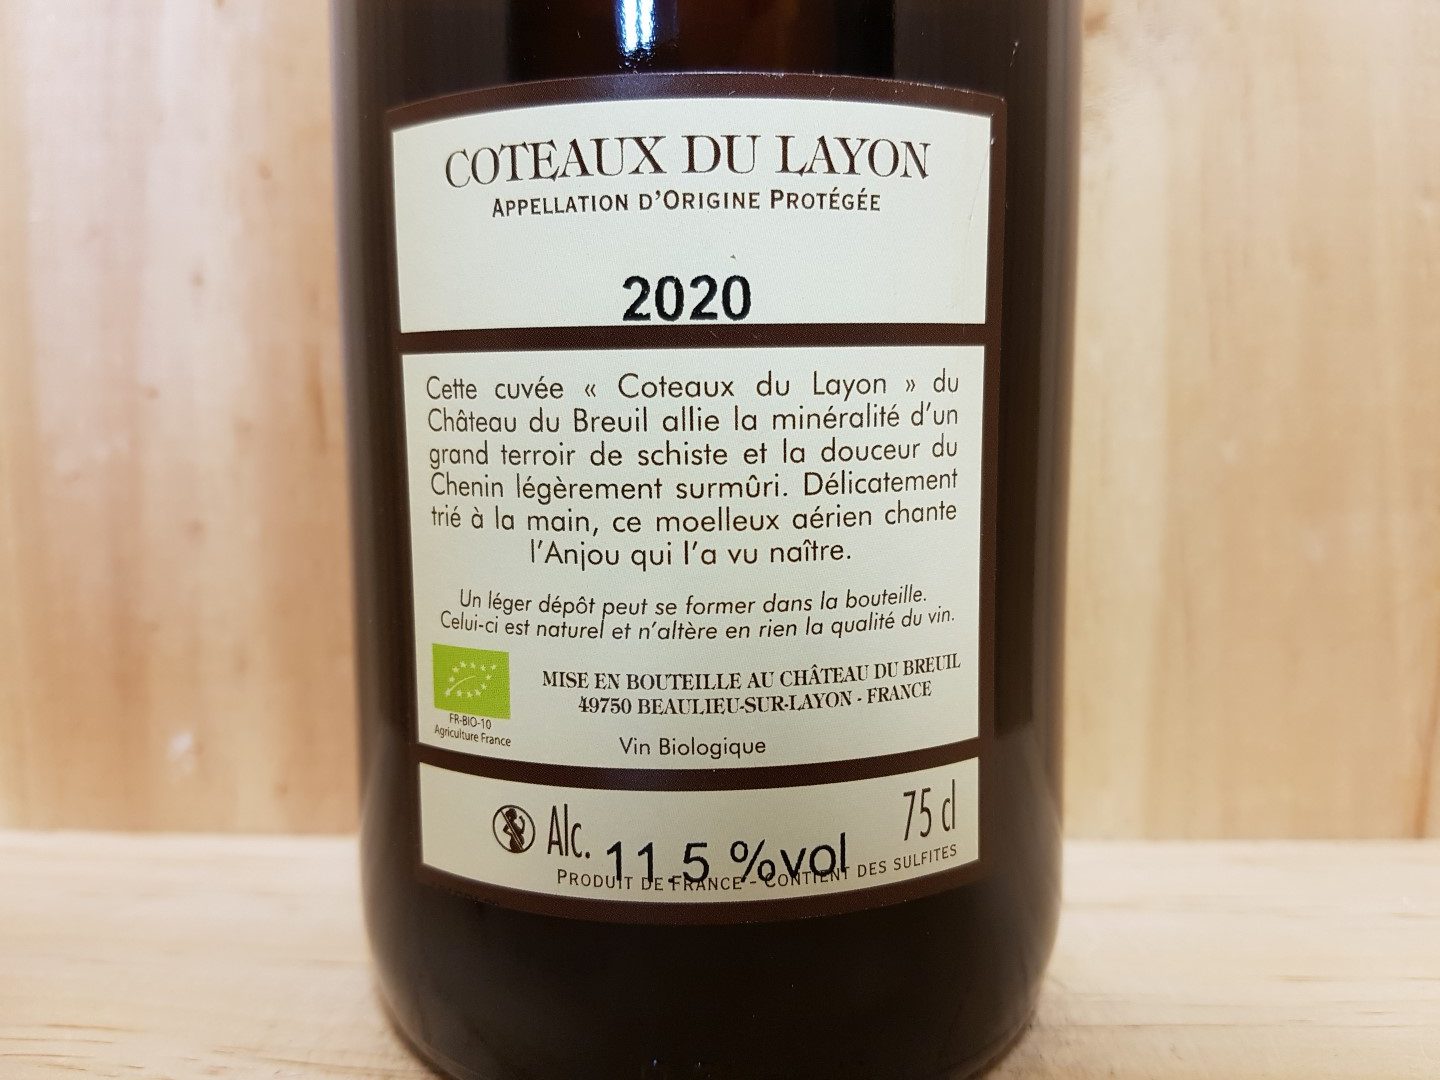 COTEAUX DU LAYON
APPELLATION D'ORIGINE PROTÉGÉE
2020
Cette cuvée « Coteaux du Layon » du
Château du Breuil allie la minéralité d'un
grand terroir de schiste et la douceur du
Chenin légèrement surmûri. Délicatement
trié à la main, ce moelleux aérien chante
l'Anjou qui l'a vu naître.
Un léger dépôt peut se former dans la bouteille.
Celui-ci est naturel et n'altère en rien la qualité du vin.
MISE EN BOUTEILLE AU CHÂTEAU DU BREUIL
49750 BEAULIEU-SUR-LAYON - FRANCE
FR-BIO-10
Agriculture France
Vin Biologique
Alc. 11.5 %vol 75 cl
PRODUIT DE FRANCE - CONTIENT DES SULFITES